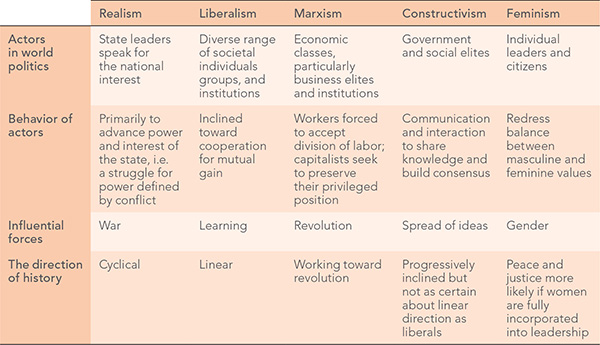 Realism Liberalism Marxism Constructivism Feminism
Actors State leaders Diverse range Economic Government Individual
in world speak for of societal classes, and social elites leaders and
politics the national individuals particularly citizens
interest groups, and business elites
institutions and institutions
Behavior of Primarily to Inclined Workers forced Communication Redress
actors advance power toward to accept and interaction balance
and interest of cooperation division of labor; to share between
the state, i.e. for mutual capitalists seek knowledge and masculine and
a struggle for gain to preserve build consensus feminine values
power defined their privileged
by conflict position
Influential War Learning Revolution Spread of ideas Gender
forces
The direction Cyclical Linear Working toward Progressively Peace and
of history revolution inclined but justice more
not as certain likely if women
about linear are fully
direction as incorporated
liberals into leadership